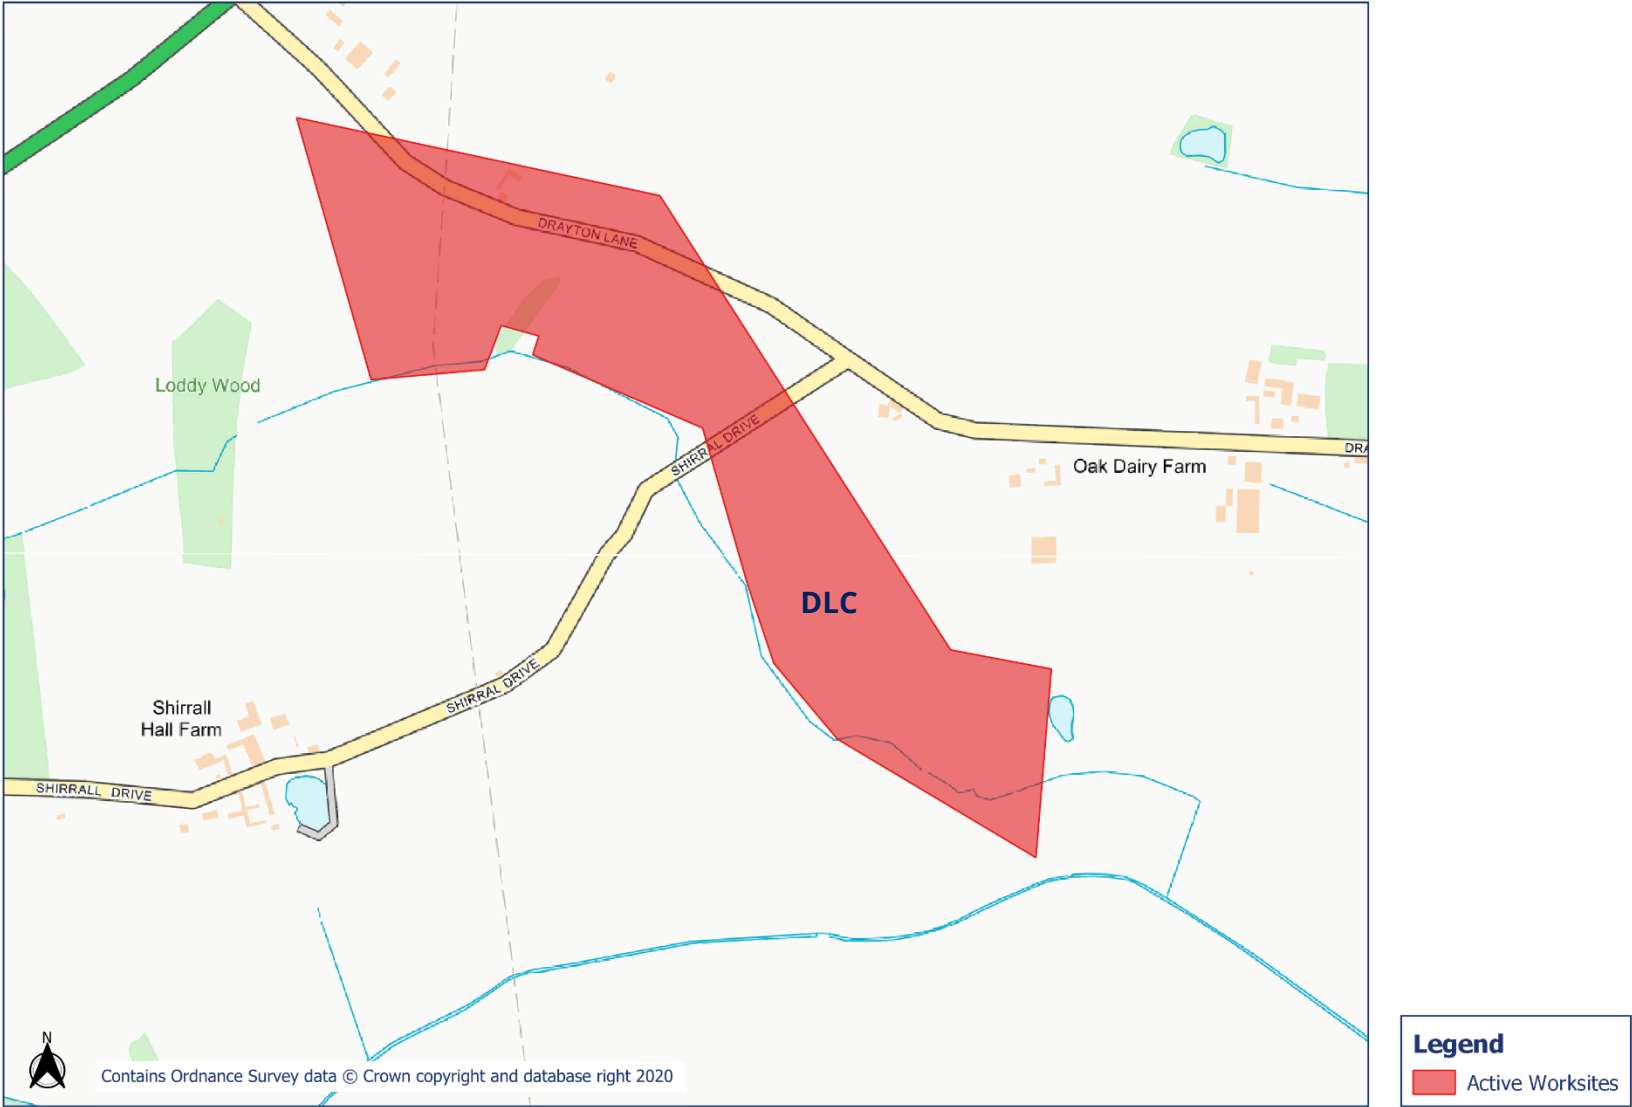 DRAYTON LANE
Loddy Wood
SHIRRAL DRIVE
DRA
Oak Dairy Farm
DLC
SHIRRAL DRIVE
Shirrall
Hall Farm
SHIRRALL DRIVE
N
Contains Ordnance Survey data © Crown copyright and database right 2020
Legend
Active Worksites